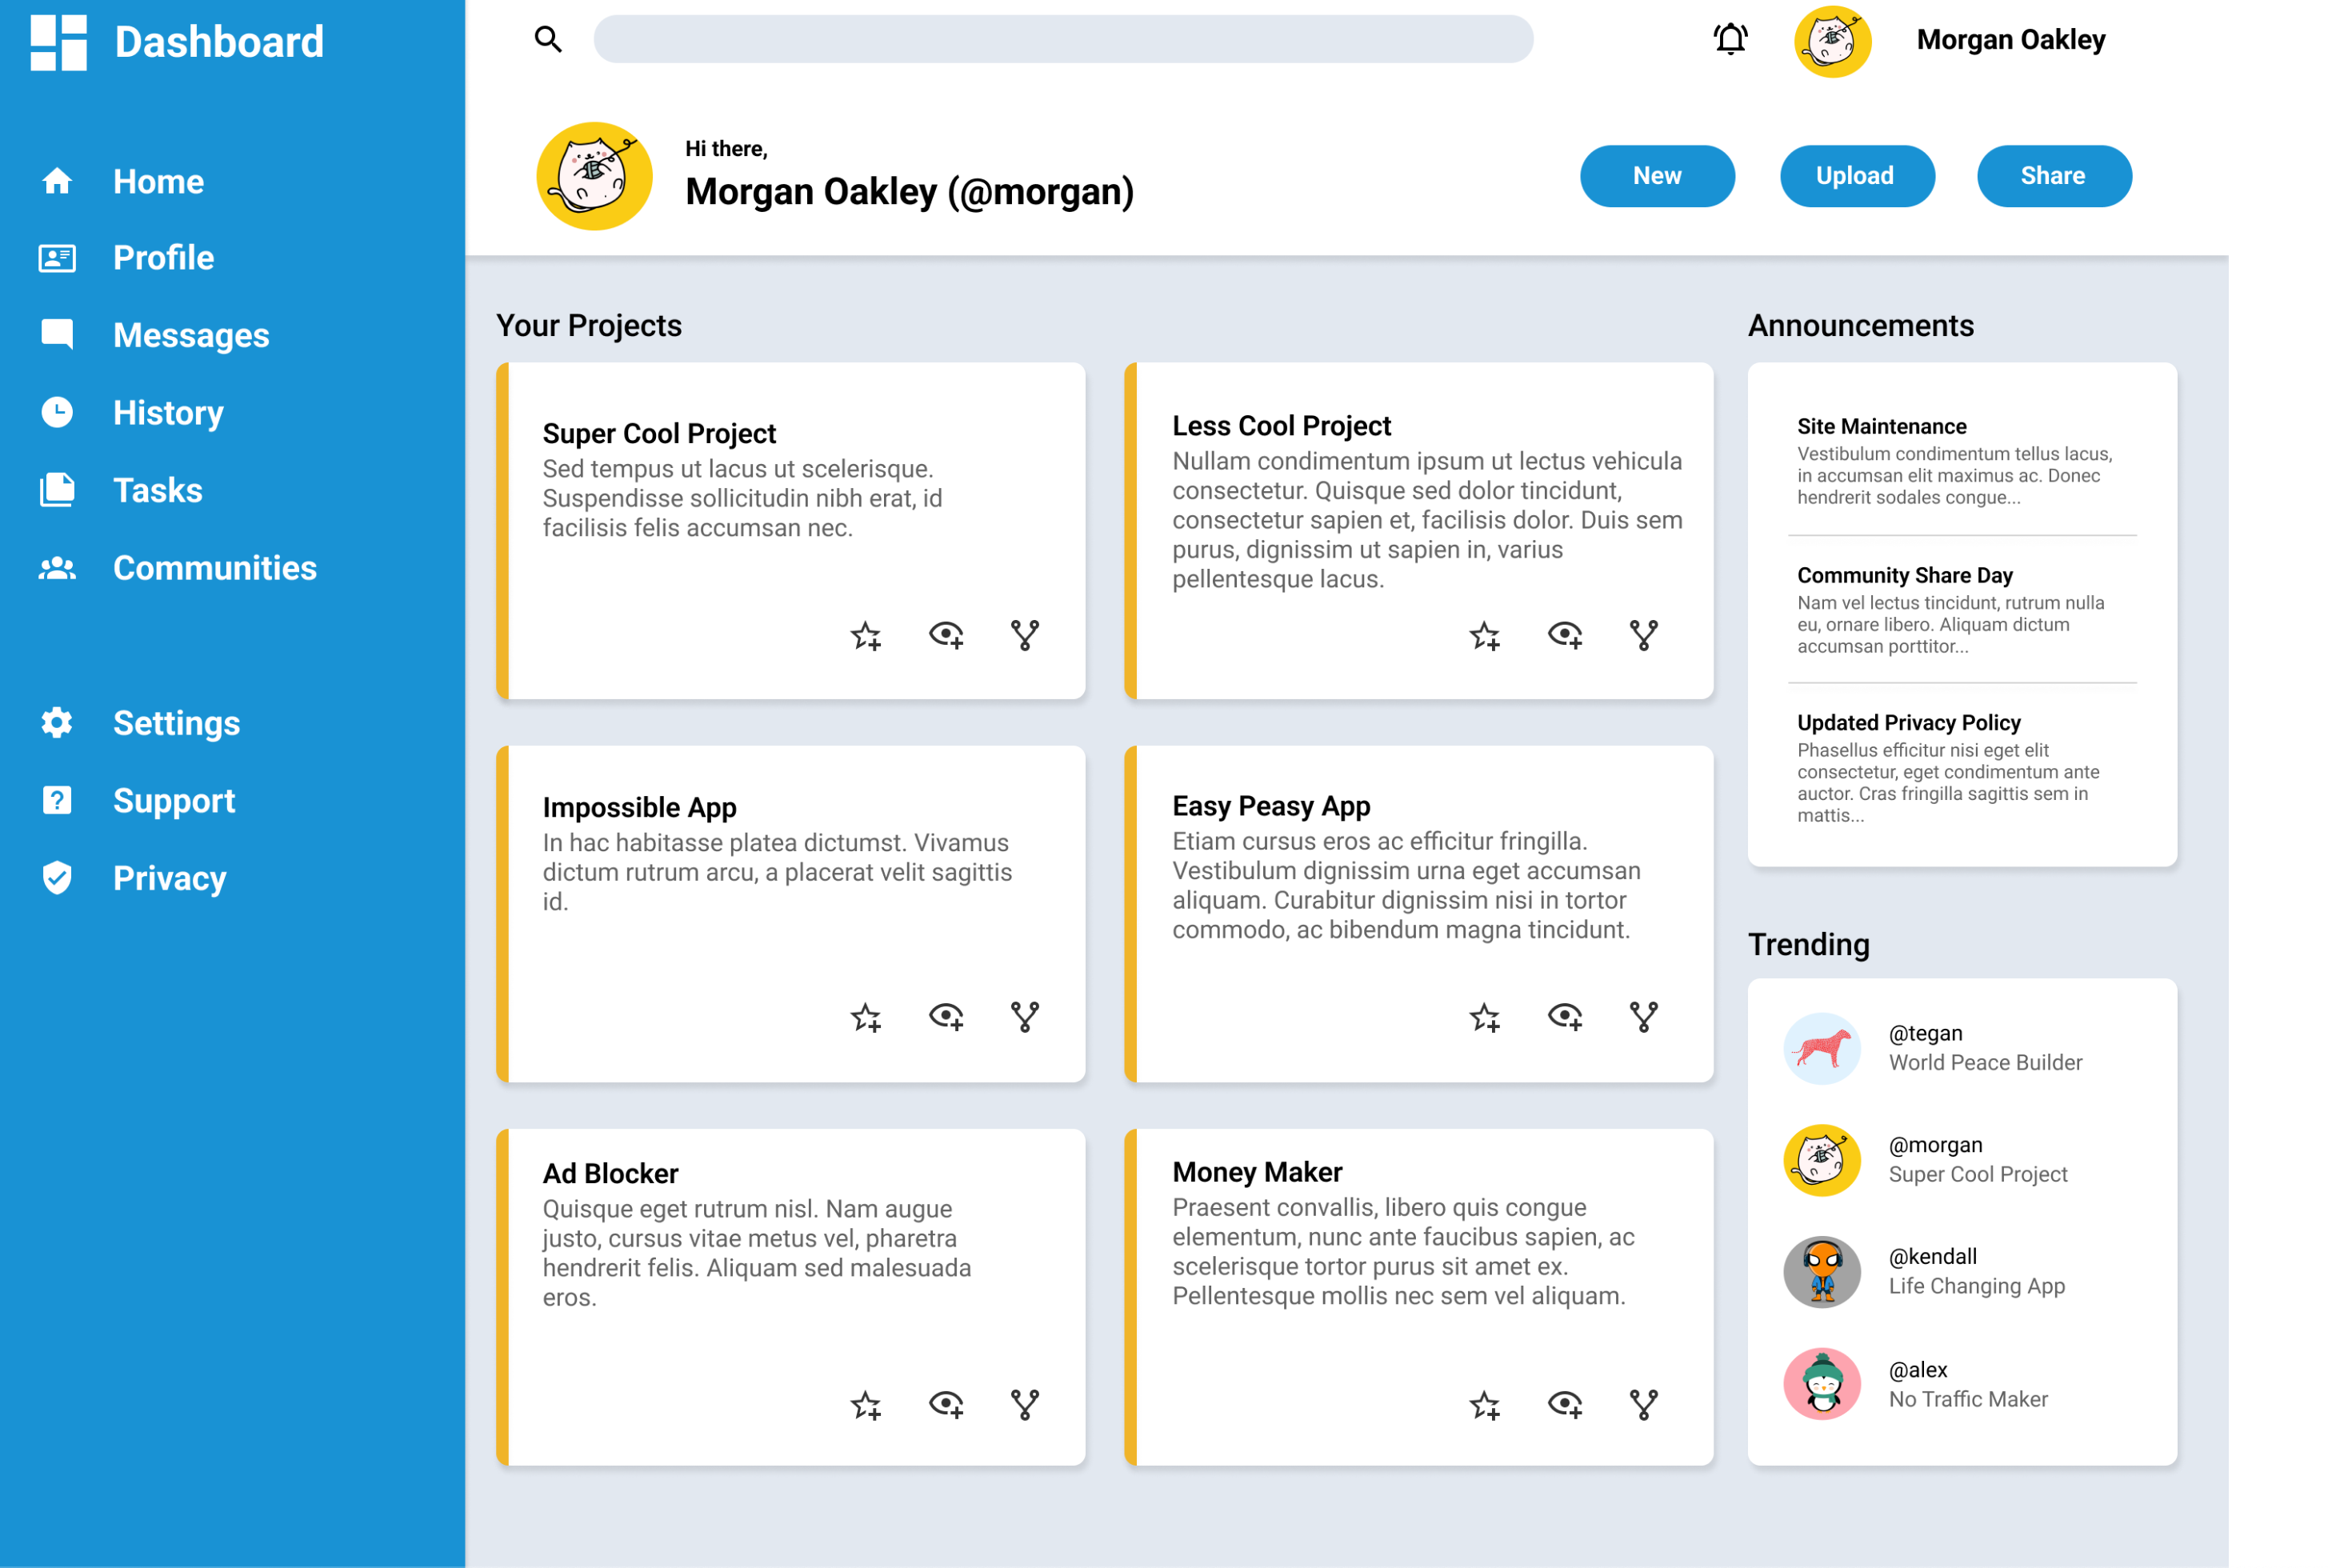 Dashboard
Home
Profile
Messages
History
Tasks
Communities
Settings
Support
Privacy
Morgan Oakley
Hi there,
Morgan Oakley (@morgan)
New
Upload
Share
Your Projects
Super Cool Project
Sed tempus ut lacus ut scelerisque.
Suspendisse sollicitudin nibh erat, id
facilisis felis accumsan nec.
Less Cool Project
Nullam condimentum ipsum ut lectus vehicula
consectetur. Quisque sed dolor tincidunt,
consectetur sapien et, facilisis dolor. Duis sem
purus, dignissim ut sapien in, varius
pellentesque lacus.
Impossible App
In hac habitasse platea dictumst. Vivamus
dictum rutrum arcu, a placerat velit sagittis
id.
Easy Peasy App
Etiam cursus eros ac efficitur fringilla.
Vestibulum dignissim urna eget accumsan
aliquam. Curabitur dignissim nisi in tortor
commodo, ac bibendum magna tincidunt.
Ad Blocker
Quisque eget rutrum nisl. Nam augue
justo, cursus vitae metus vel, pharetra
hendrerit felis. Aliquam sed malesuada
eros.
Money Maker
Praesent convallis, libero quis congue
elementum, nunc ante faucibus sapien, ac
scelerisque tortor purus sit amet ex.
Pellentesque mollis nec sem vel aliquam.
Announcements
Site Maintenance
Vestibulum condimentum tellus lacus,
in accumsan elit maximus ac. Donec
hendrerit sodales congue...
Community Share Day
Nam vel lectus tincidunt, rutrum nulla
eu, ornare libero. Aliquam dictum
accumsan porttitor...
Updated Privacy Policy
Phasellus efficitur nisi eget elit
consectetur, eget condimentum ante
auctor. Cras fringilla sagittis sem in
mattis...
Trending
@tegan
World Peace Builder
@morgan
Super Cool Project
@kendall
Life Changing App
@alex
No Traffic Maker